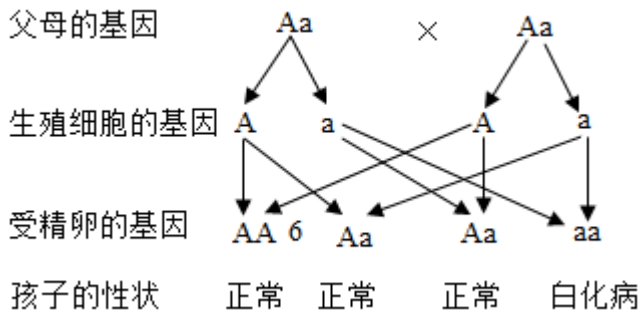 父母的基因 Aa × Aa
生殖细胞的基因 A a A a
受精卵的基因 AA 6 Aa Aa aa
孩子的性状 正常 正常 正常 白化病